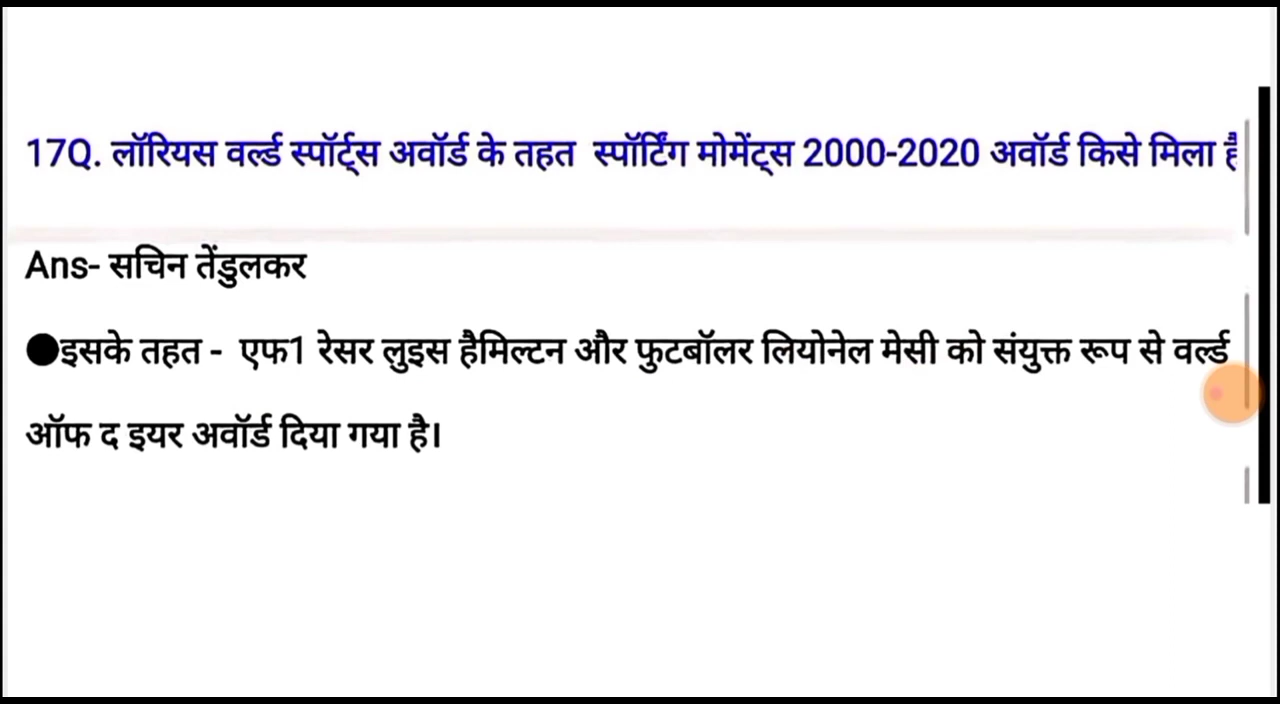 17Q. लॉरियस वर्ल्ड स्पॉर्ट्स अवॉर्ड के तहत स्पॉर्टिंग मोमेंट्स 2000-2020 अवॉर्ड किसे मिला है
Ans- सचिन तेंडुलकर
●इसके तहत - एफ1 रेसर लुइस हैमिल्टन और फुटबॉलर लियोनेल मेसी को संयुक्त रूप से वर्ल्ड
ऑफ द इयर अवॉर्ड दिया गया है।